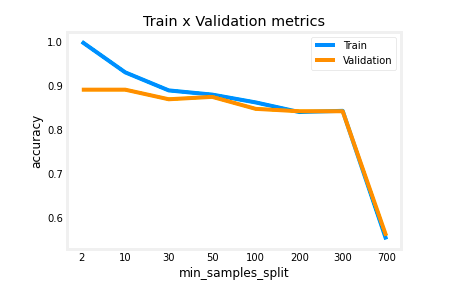 Train x Validation metrics
Train
Validation
accuracy
1.0
0.9
0.8
0.7
0.6
2 10 30 50 100 200 300 700
min_samples_split